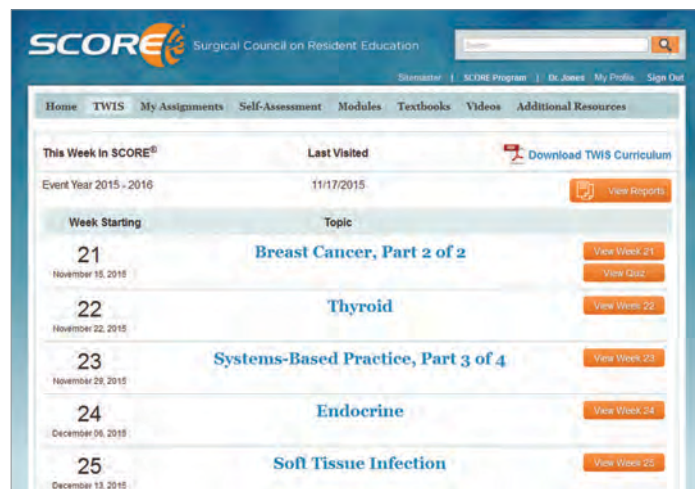 SCORE Surgical Council on Resident Education
Search
Sitemaster | SCORE Program | Dr. Jones My Profile Sign Out
Home TWIS My Assignments Self-Assessment Modules Textbooks Videos Additional Resources
This Week In SCORE® Last Visited Download TWIS Curriculum
Event Year 2015 - 2016 11/17/2015 View Reports
Week Starting Topic
21 Breast Cancer, Part 2 of 2 View Week 21
November 15, 2015 View Quiz
22 Thyroid View Week 22
November 22, 2015
23 Systems-Based Practice, Part 3 of 4 View Week 23
November 29, 2015
24 Endocrine View Week 24
December 06, 2015
25 Soft Tissue Infection View Week 25
December 13, 2015